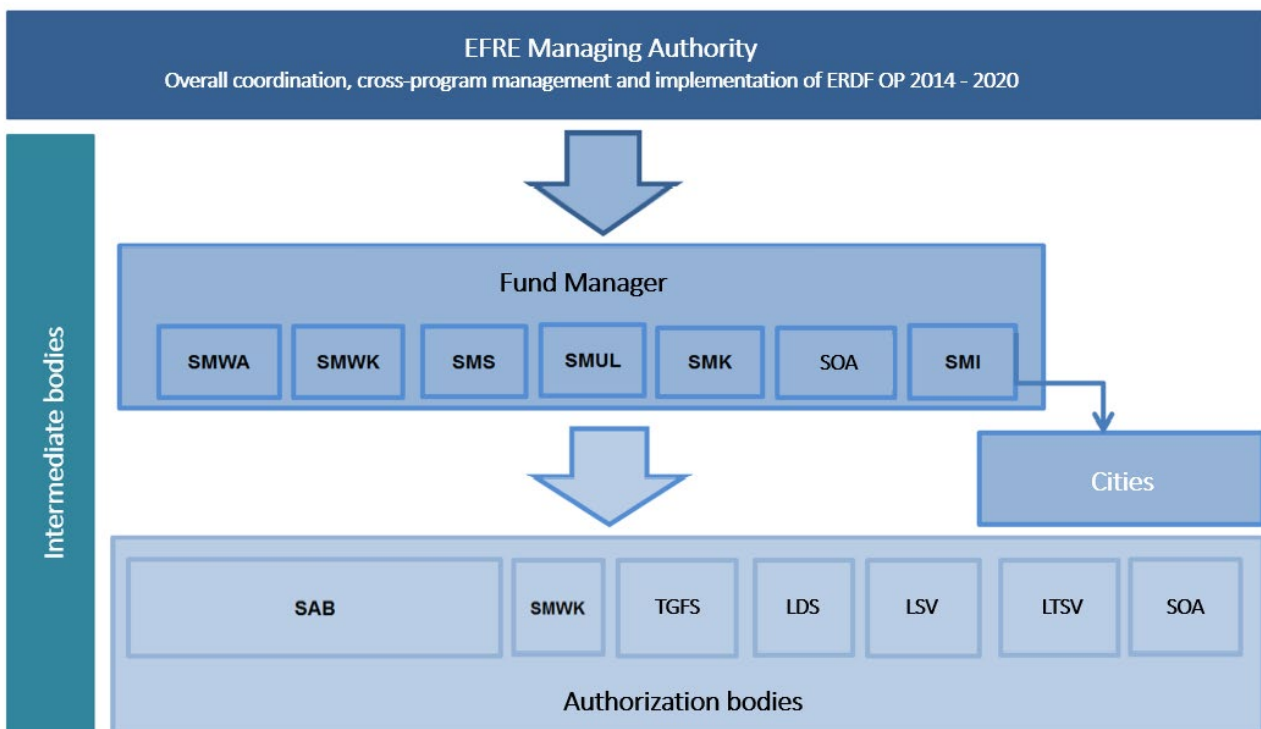 EFRE Managing Authority
Overall coordination, cross-program management and implementation of ERDF OP 2014 - 2020
Intermediate bodies
Fund Manager
SMWA
SMWK
SMS
SMUL
SMK
SOA
SMI
Cities
SAB
SMWK
TGFS
LDS
LSV
LTSV
SOA
Authorization bodies